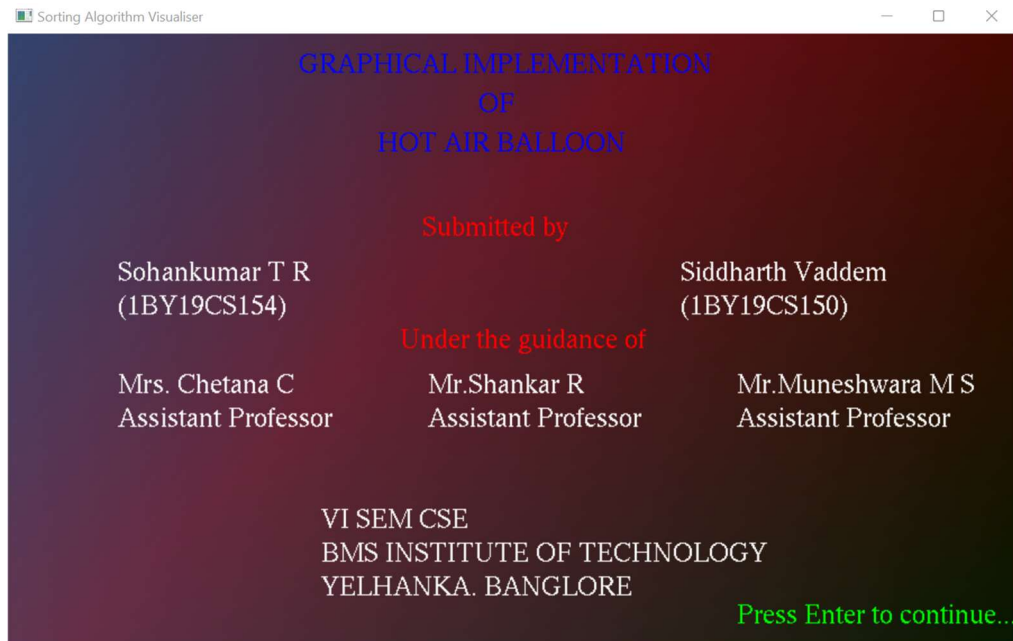 Sorting Algorithm Visualiser
GRAPHICAL IMPLEMENTATION
OF
HOT AIR BALLOON
Submitted by
Sohankumar T R
(1BY19CS154)
Siddharth Vaddem
(1BY19CS150)
Under the guidance of
Mrs. Chetana C
Assistant Professor
Mr.Shankar R
Assistant Professor
Mr.Muneshwara M S
Assistant Professor
VI SEM CSE
BMS INSTITUTE OF TECHNOLOGY
YELHANKA. BANGLORE
Press Enter to continue...